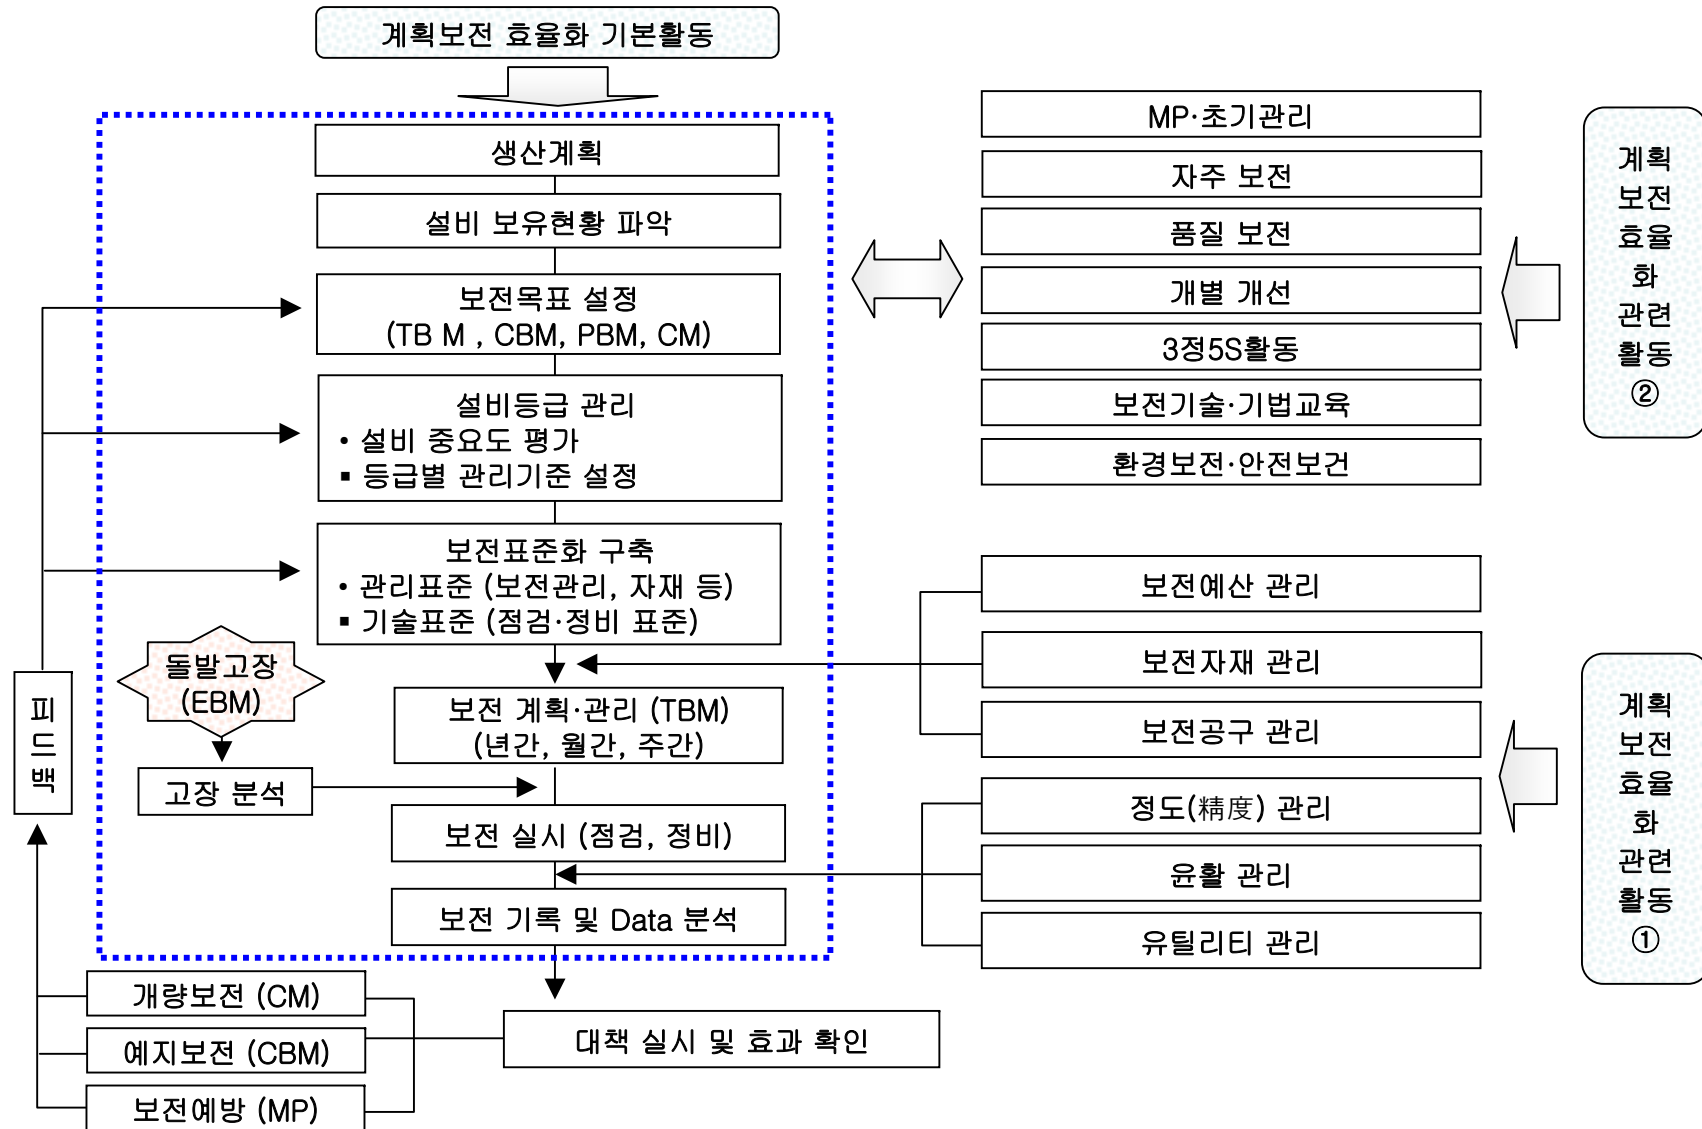 계획보전 효율화 기본활동
생산계획
설비 보유현황 파악
보전목표 설정
(TB M , CBM, PBM, CM)
설비등급 관리
• 설비 중요도 평가
▪ 등급별 관리기준 설정
보전표준화 구축
• 관리표준 (보전관리, 자재 등)
▪ 기술표준 (점검·정비 표준)
돌발고장
(EBM)
고장 분석
보전 계획·관리 (TBM)
(년간, 월간, 주간)
보전 실시 (점검, 정비)
보전 기록 및 Data 분석
대책 실시 및 효과 확인
개량보전 (CM)
예지보전 (CBM)
보전예방 (MP)
피
드
백
MP·초기관리
자주 보전
품질 보전
개별 개선
3정5S활동
보전기술·기법교육
환경보전·안전보건
계획
보전
효율
화
관련
활동
②
보전예산 관리
보전자재 관리
보전공구 관리
정도(精度) 관리
윤활 관리
유틸리티 관리
계획
보전
효율
화
관련
활동
①